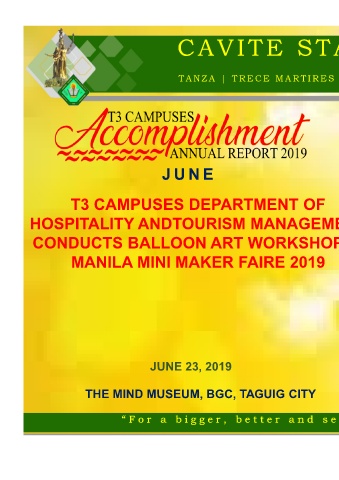 CAVITE STA
TANZA | TRECE MARTIRES
T3 CAMPUSES
Accomplishment
ANNUAL REPORT 2019
JUNE
T3 CAMPUSES DEPARTMENT OF
HOSPITALITY ANDTOURISM MANAGEME
CONDUCTS BALLOON ART WORKSHOP
MANILA MINI MAKER FAIRE 2019
JUNE 23, 2019
THE MIND MUSEUM, BGC, TAGUIG CITY
"For a bigger, better and se